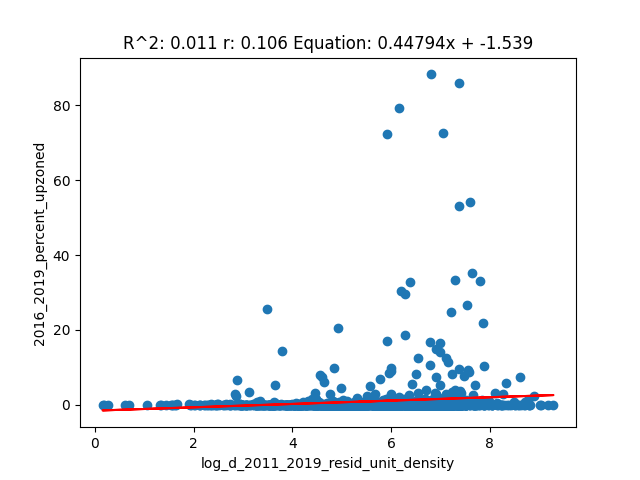 R^2: 0.011 r: 0.106 Equation: 0.44794x + -1.539
80
60
40
20
0
2016_2019_percent_upzoned
0 2 4 6 8
log_d_2011_2019_resid_unit_density